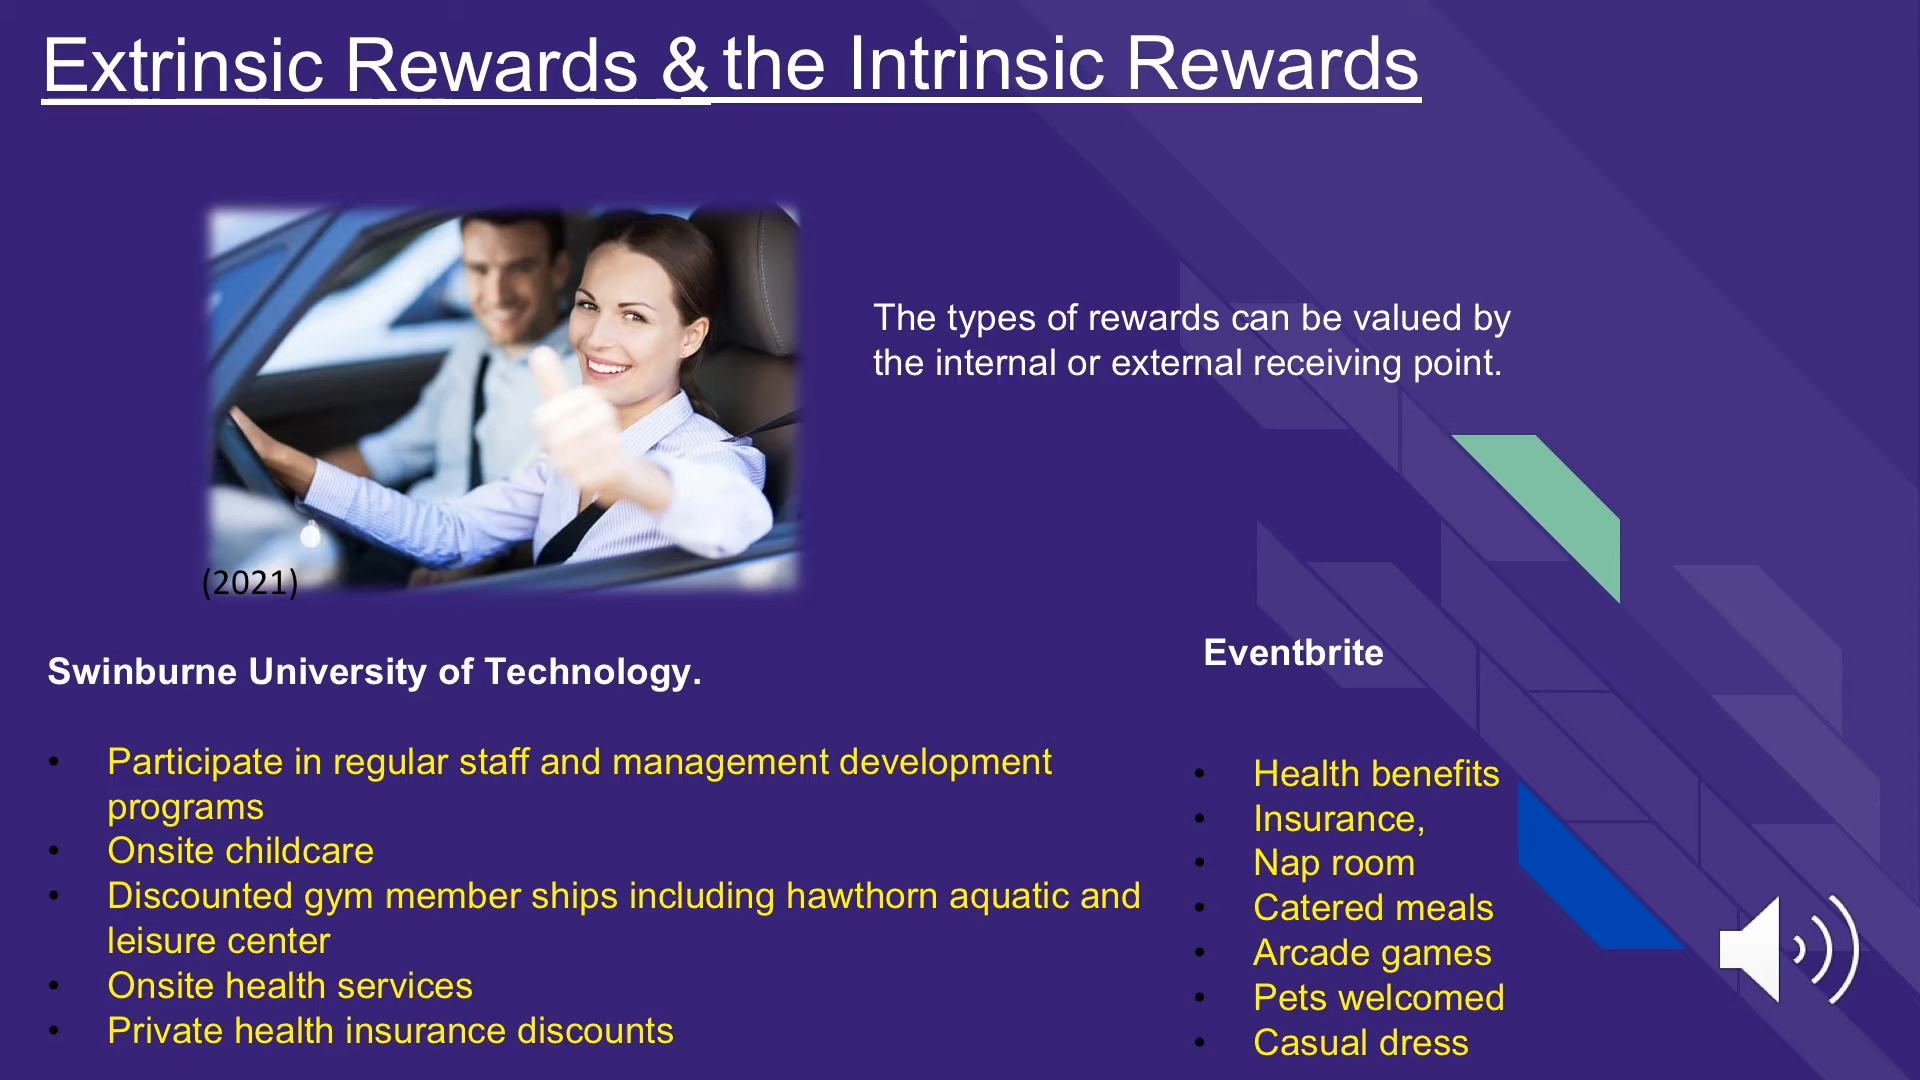 Extrinsic Rewards & the Intrinsic Rewards
The types of rewards can be valued by
the internal or external receiving point.
(2021)
Swinburne University of Technology.
• Participate in regular staff and management development
programs
• Onsite childcare
• Discounted gym member ships including hawthorn aquatic and
leisure center
• Onsite health services
• Private health insurance discounts
Eventbrite
• Health benefits
• Insurance,
• Nap room
• Catered meals
• Arcade games
• Pets welcomed
• Casual dress